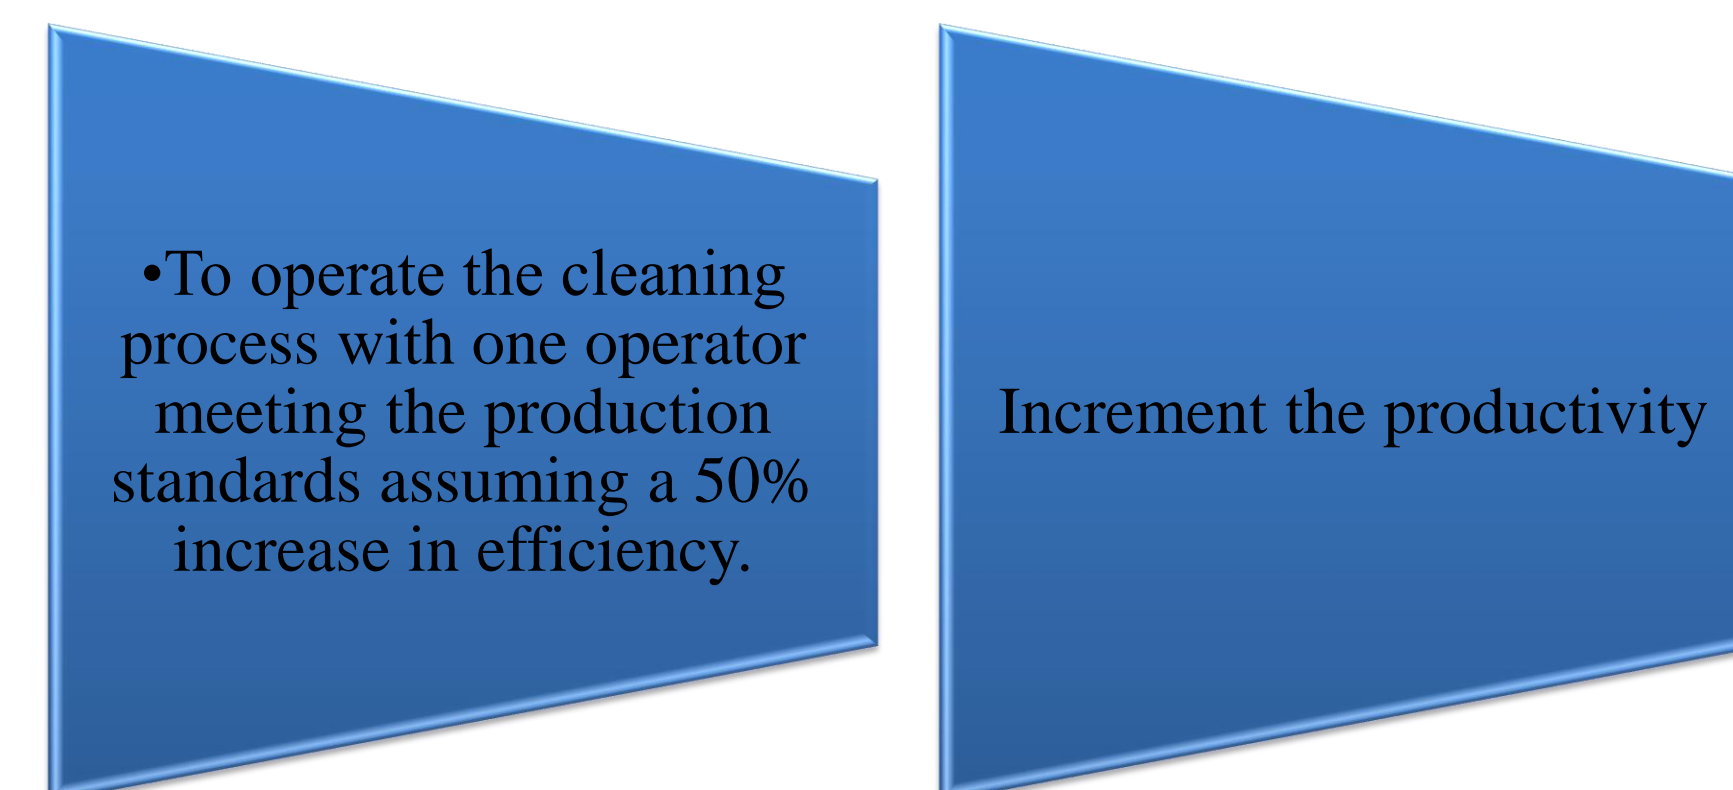 •To operate the cleaning
process with one operator
meeting the production
standards assuming a 50%
increase in efficiency.
Increment the productivity